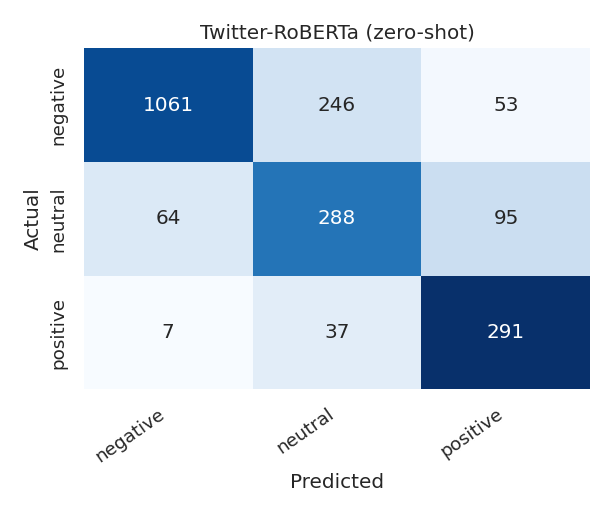 Twitter-RoBERTa (zero-shot)
negative 1061 246 53
Actual
neutral 64 288 95
positive 7 37 291
negative neutral positive
Predicted